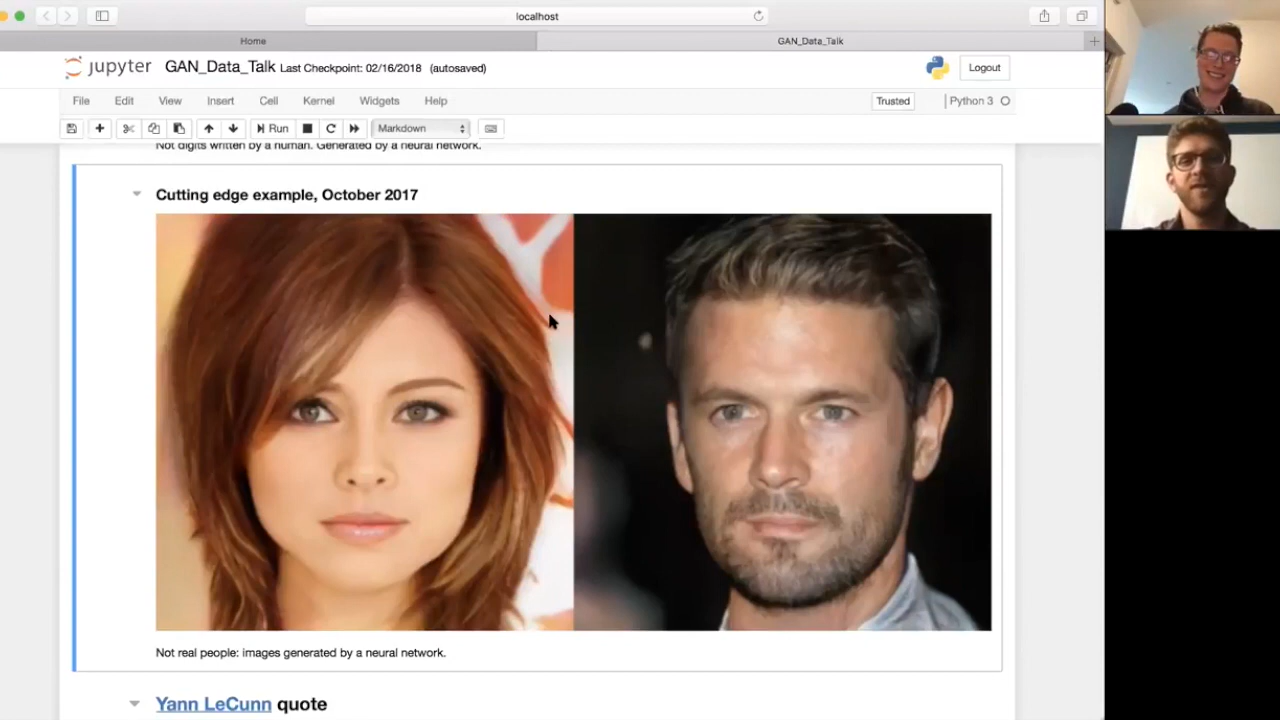 localhost
Home
GAN_Data_Talk
jupyter GAN_Data_Talk Last Checkpoint: 02/16/2018 (autosaved)
Logout
File Edit View Insert Cell Kernel Widgets Help
Trusted
Python 3
Run
Markdown
Not digits written by a human. Generated by a neural network.
Cutting edge example, October 2017
Not real people: images generated by a neural network.
Yann LeCunn quote